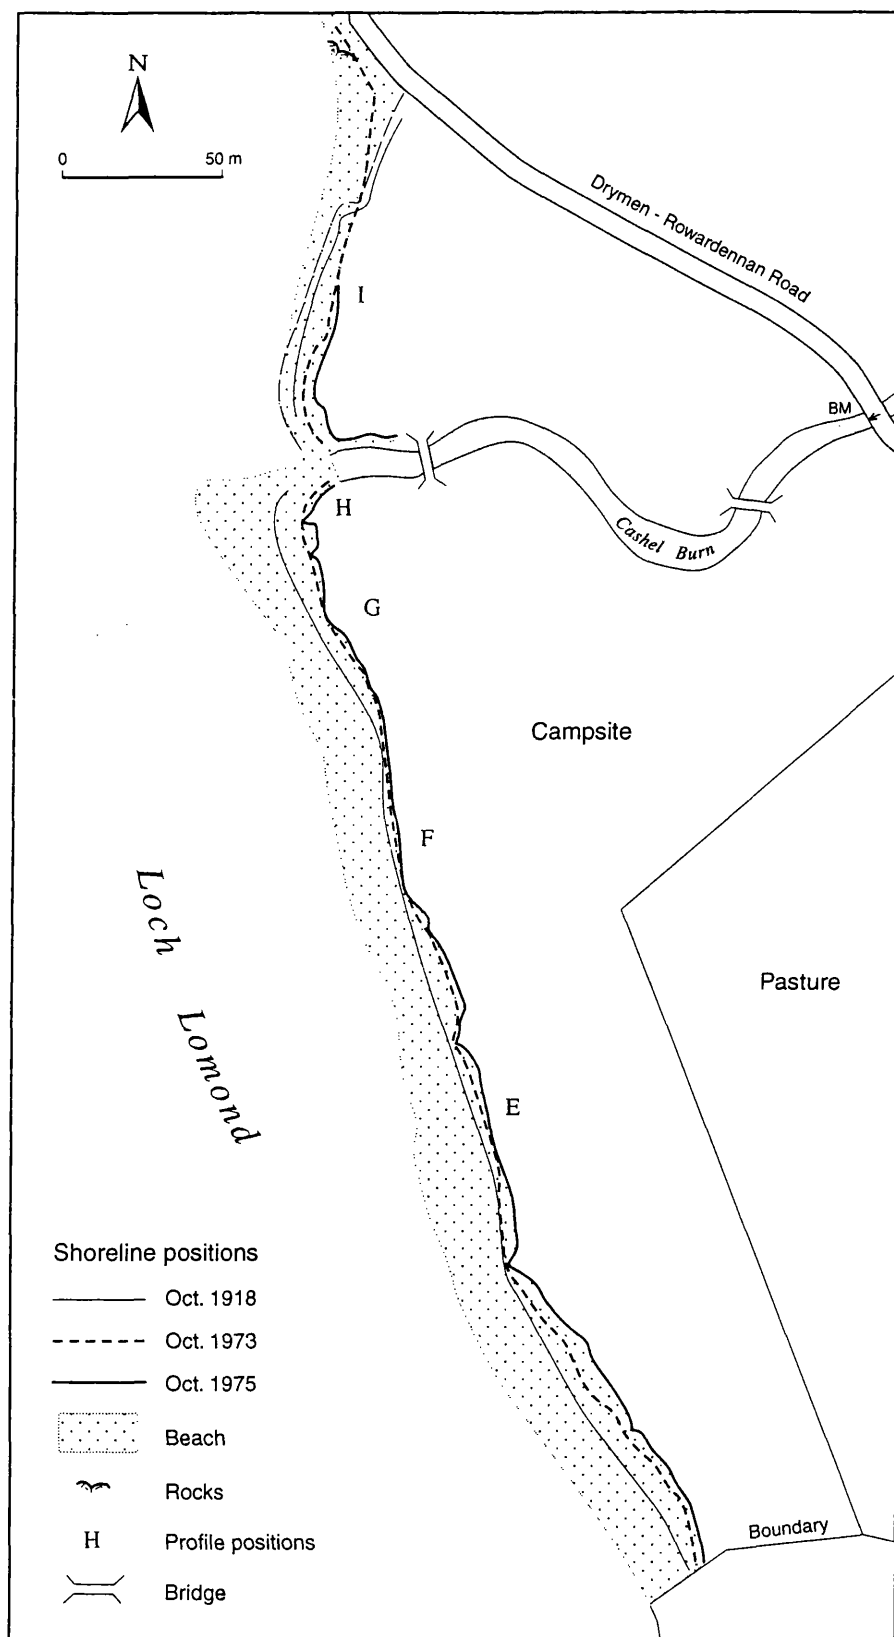 N
0 50 m
Drymen - Rowardennan Road
I
BM
H
Cashel Burn
G
Campsite
F
Loch
Lomond
Pasture
E
Shoreline positions
Oct. 1918
Oct. 1973
Oct. 1975
Beach
Rocks
H Profile positions
Bridge
Boundary